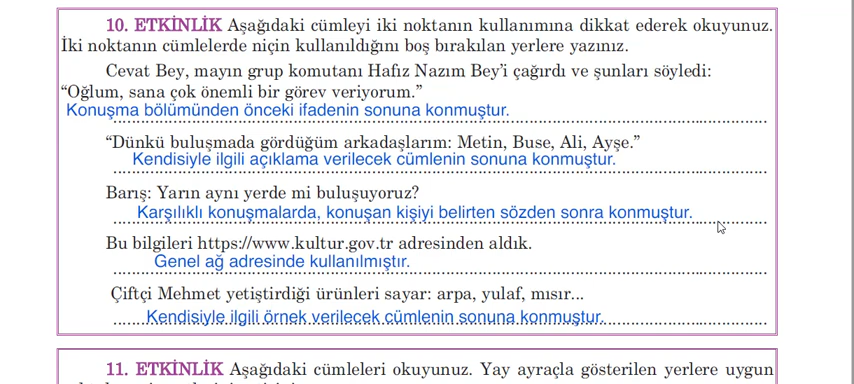 10. ETKİNLİK Aşağıdaki cümleyi iki noktanın kullanımına dikkat ederek okuyunuz.
İki noktanın cümlelerde niçin kullanıldığını boş bırakılan yerlere yazınız.
Cevat Bey, mayın grup komutanı Hafız Nazım Bey’i çağırdı ve şunları söyledi:
“Oğlum, sana çok önemli bir görev veriyorum.”
Konuşma bölümünden önceki ifadenin sonuna konmuştur.
“Dünkü buluşmada gördüğüm arkadaşlarım: Metin, Buse, Ali, Ayşe.”
Kendisiyle ilgili açıklama verilecek cümlenin sonuna konmuştur.
Barış: Yarın aynı yerde mi buluşuyoruz?
Karşılıklı konuşmalarda, konuşan kişiyi belirten sözden sonra konmuştur.
Bu bilgileri https://www.kultur.gov.tr adresinden aldık.
Genel ağ adresinde kullanılmıştır.
Çiftçi Mehmet yetiştirdiği ürünleri sayar: arpa, yulaf, mısır...
Kendisiyle ilgili örnek verilecek cümlenin sonuna konmuştur.
11. ETKİNLİK Aşağıdaki cümleleri okuyunuz. Yay ayraçla gösterilen yerlere uygun